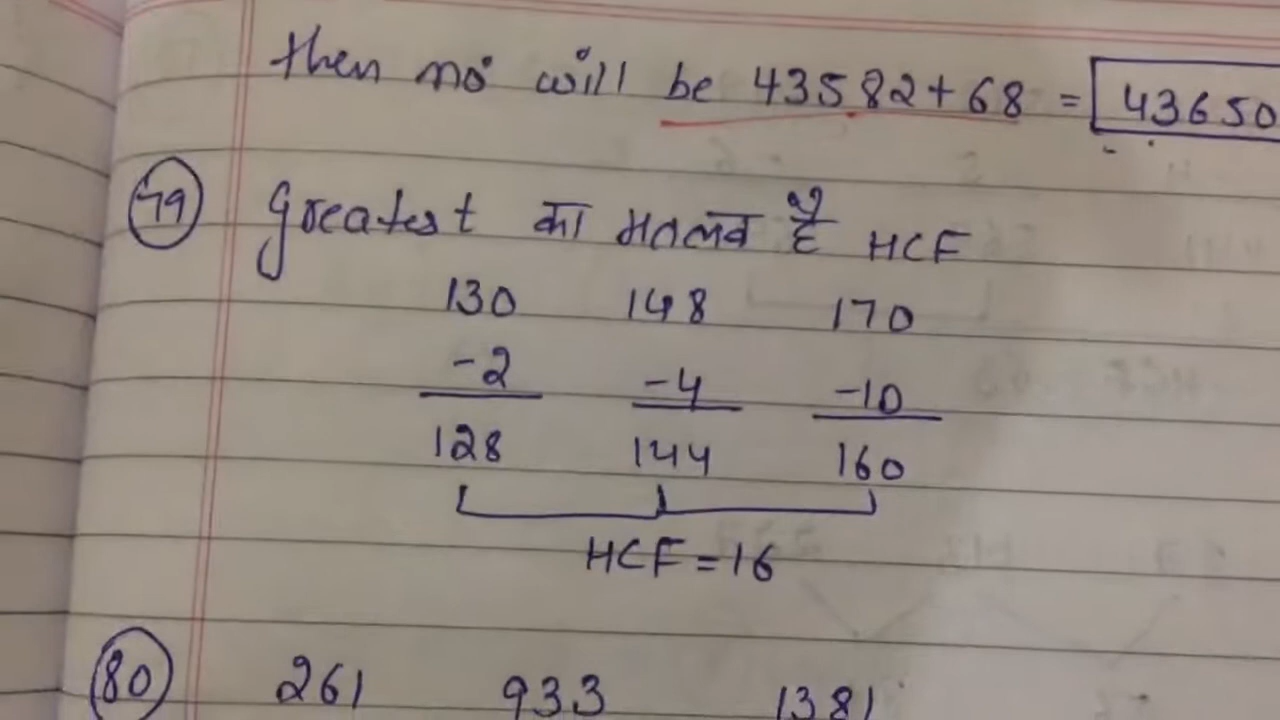 then no will be 43582+68 = 43650
79 Greatest का मतलब है HCF
130 148 170
-2 -4 -10
128 144 160
HCF = 16
80 261 933 1381